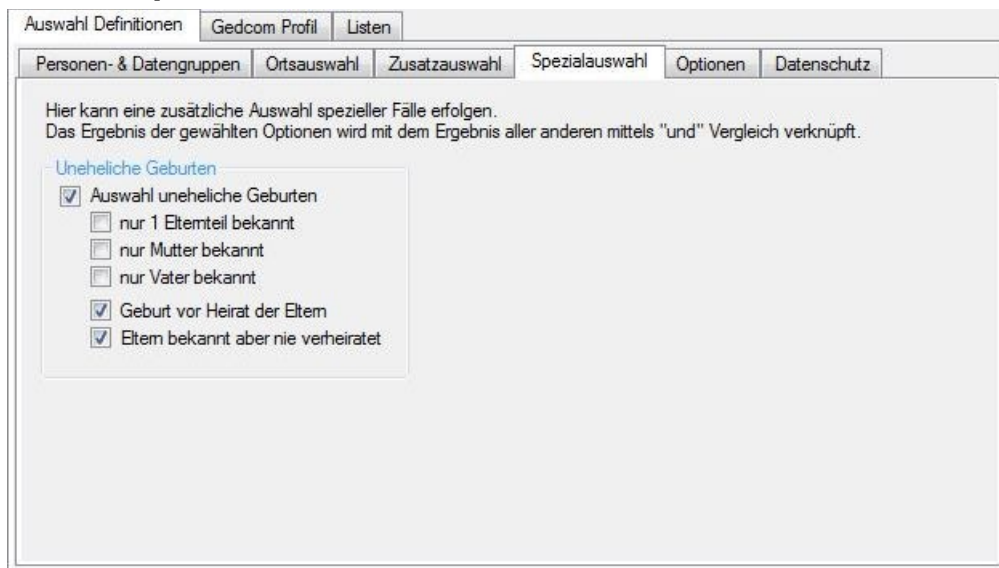 Auswahl Definitionen Gedcom Profil Listen
Personen- & Datengruppen Ortsauswahl Zusatzauswahl Spezialauswahl Optionen Datenschutz
Hier kann eine zusätzliche Auswahl spezieller Fälle erfolgen.
Das Ergebnis der gewählten Optionen wird mit dem Ergebnis aller anderen mittels "und" Vergleich verknüpft.
Uneheliche Geburten
Auswahl uneheliche Geburten
nur 1 Elternteil bekannt
nur Mutter bekannt
nur Vater bekannt
Geburt vor Heirat der Eltern
Eltern bekannt aber nie verheiratet